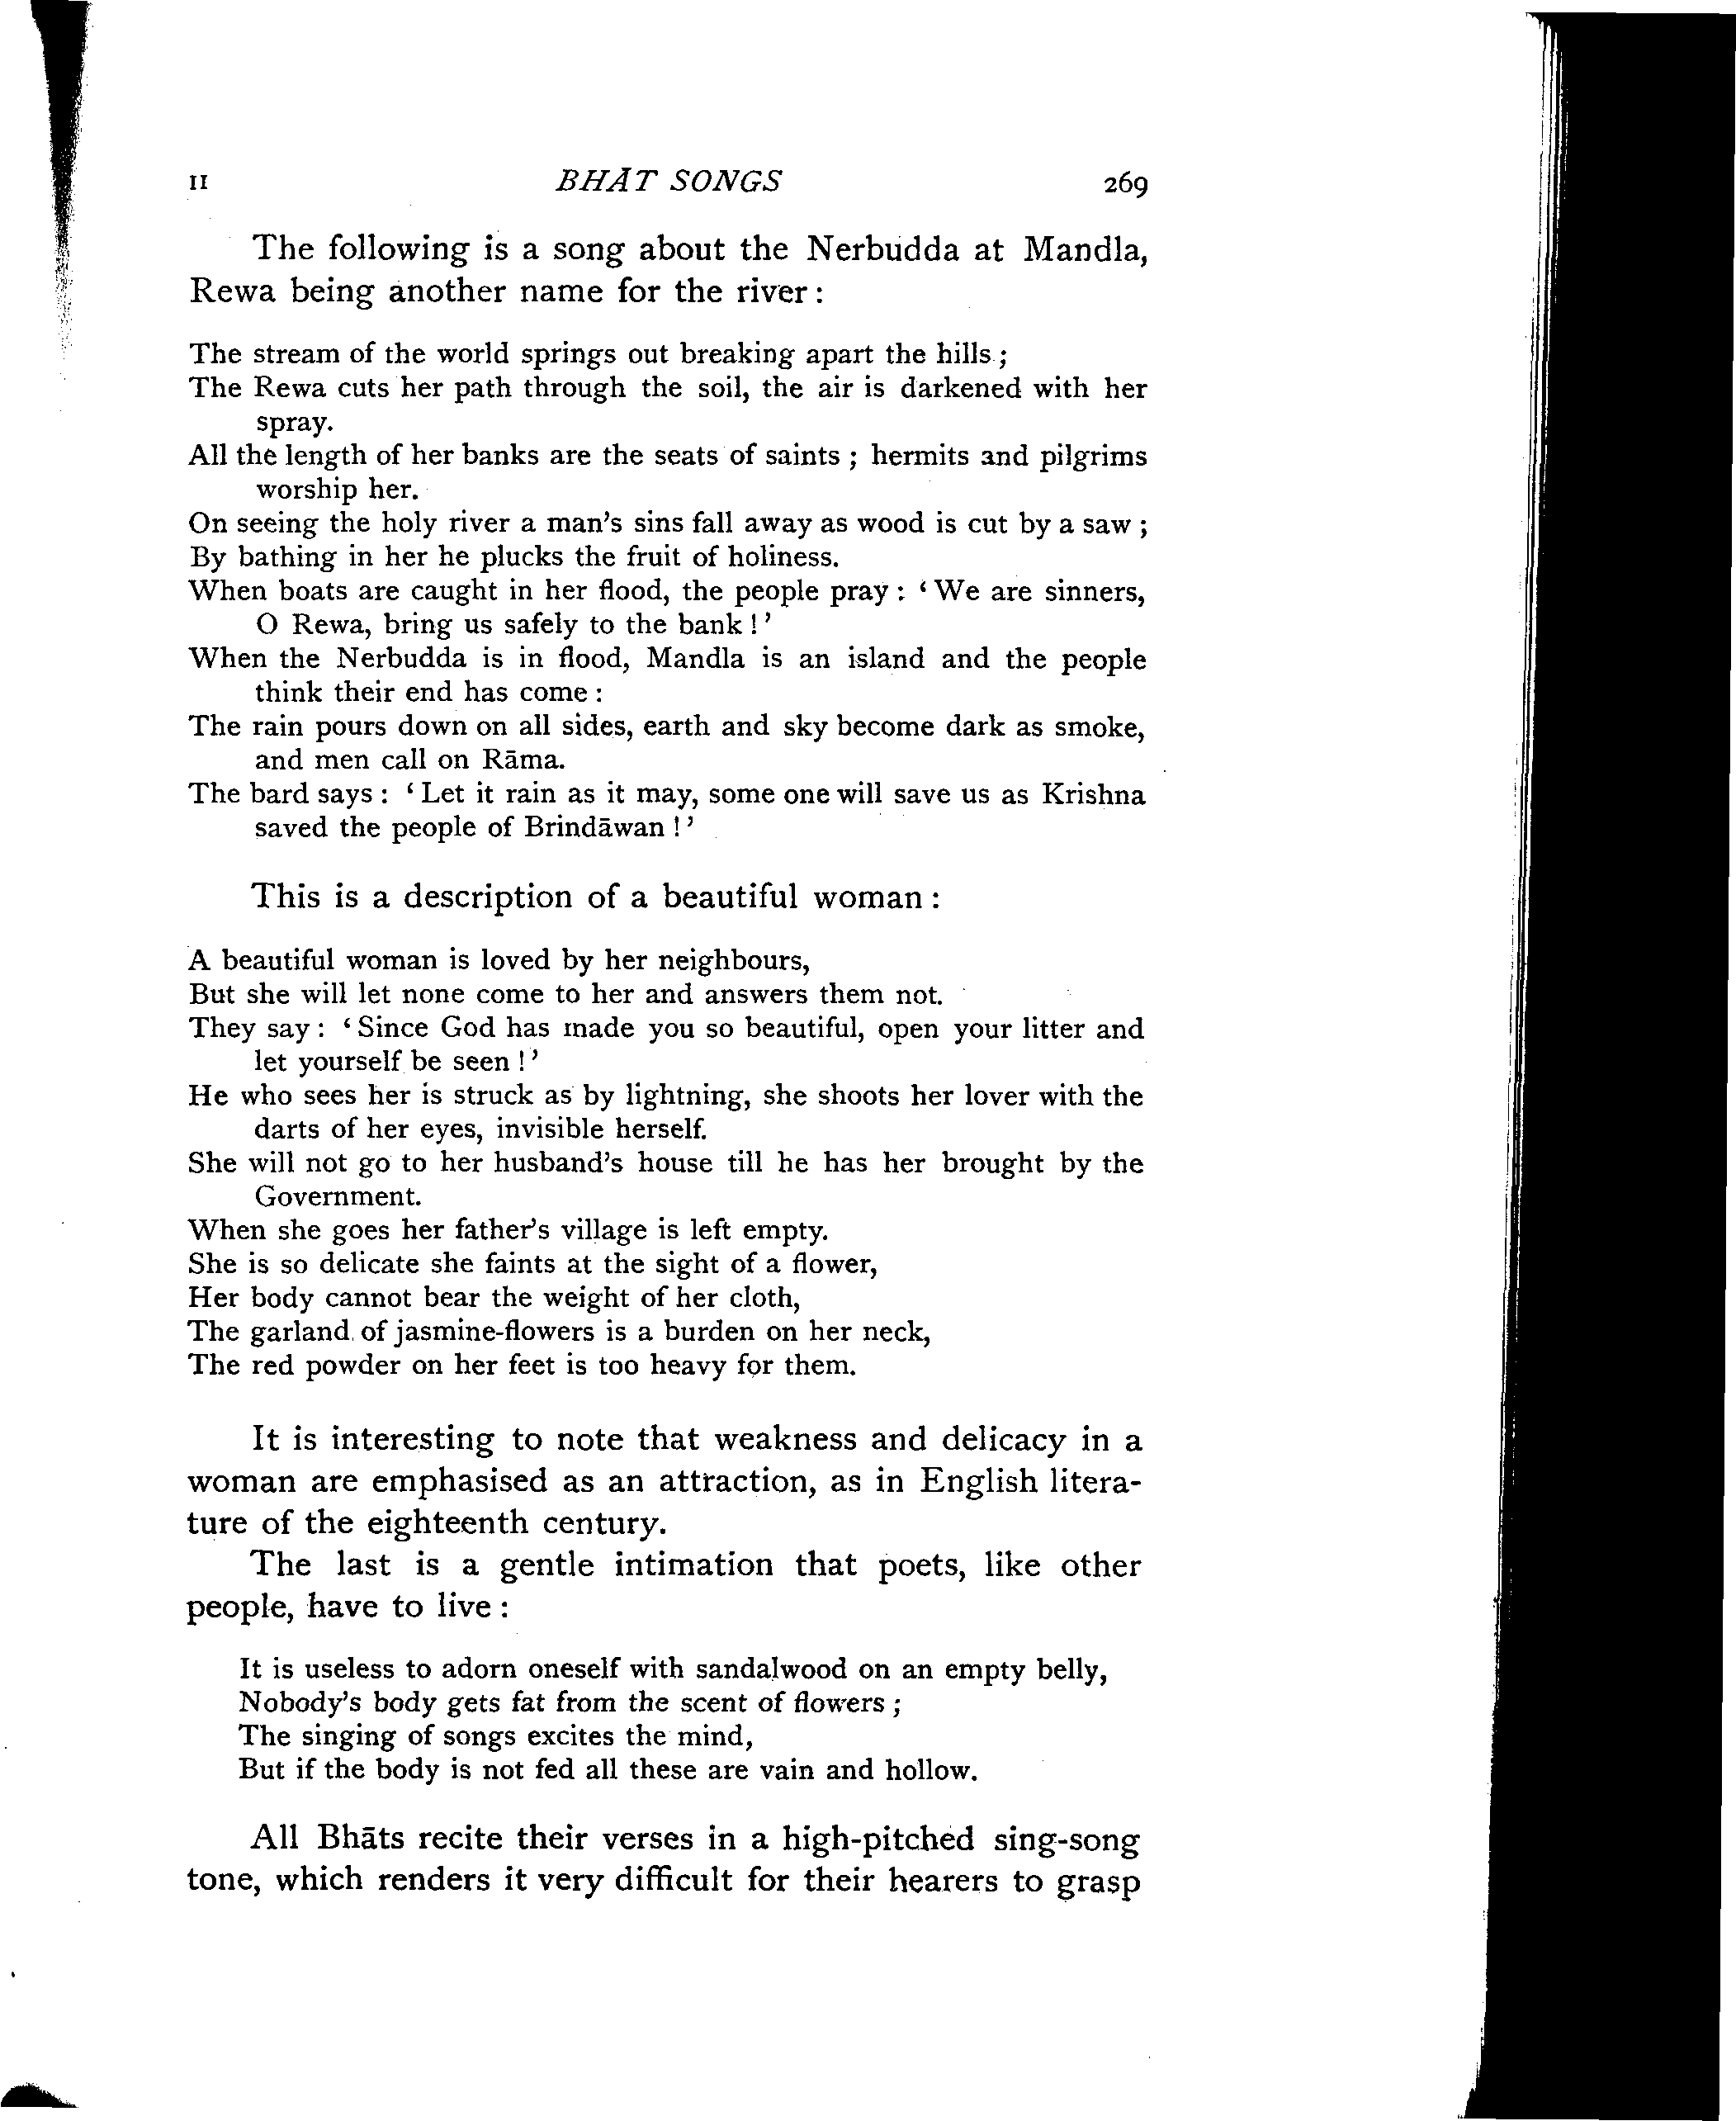 II BHĀT SONGS 269
The following is a song about the Nerbudda at Mandla,
Rewa being another name for the river :
The stream of the world springs out breaking apart the hills ;
The Rewa cuts her path through the soil, the air is darkened with her
spray.
All the length of her banks are the seats of saints ; hermits and pilgrims
worship her.
On seeing the holy river a man's sins fall away as wood is cut by a saw ;
By bathing in her he plucks the fruit of holiness.
When boats are caught in her flood, the people pray : ‘ We are sinners,
O Rewa, bring us safely to the bank ! ’
When the Nerbudda is in flood, Mandla is an island and the people
think their end has come :
The rain pours down on all sides, earth and sky become dark as smoke,
and men call on Rāma.
The bard says : ‘ Let it rain as it may, some one will save us as Krishna
saved the people of Brindāwan ! ’
This is a description of a beautiful woman :
A beautiful woman is loved by her neighbours,
But she will let none come to her and answers them not.
They say : ‘ Since God has made you so beautiful, open your litter and
let yourself be seen ! ’
He who sees her is struck as by lightning, she shoots her lover with the
darts of her eyes, invisible herself.
She will not go to her husband's house till he has her brought by the
Government.
When she goes her father's village is left empty.
She is so delicate she faints at the sight of a flower,
Her body cannot bear the weight of her cloth,
The garland of jasmine-flowers is a burden on her neck,
The red powder on her feet is too heavy for them.
It is interesting to note that weakness and delicacy in a
woman are emphasised as an attraction, as in English litera-
ture of the eighteenth century.
The last is a gentle intimation that poets, like other
people, have to live :
It is useless to adorn oneself with sandalwood on an empty belly,
Nobody's body gets fat from the scent of flowers ;
The singing of songs excites the mind,
But if the body is not fed all these are vain and hollow.
All Bhāts recite their verses in a high-pitched sing-song
tone, which renders it very difficult for their hearers to grasp